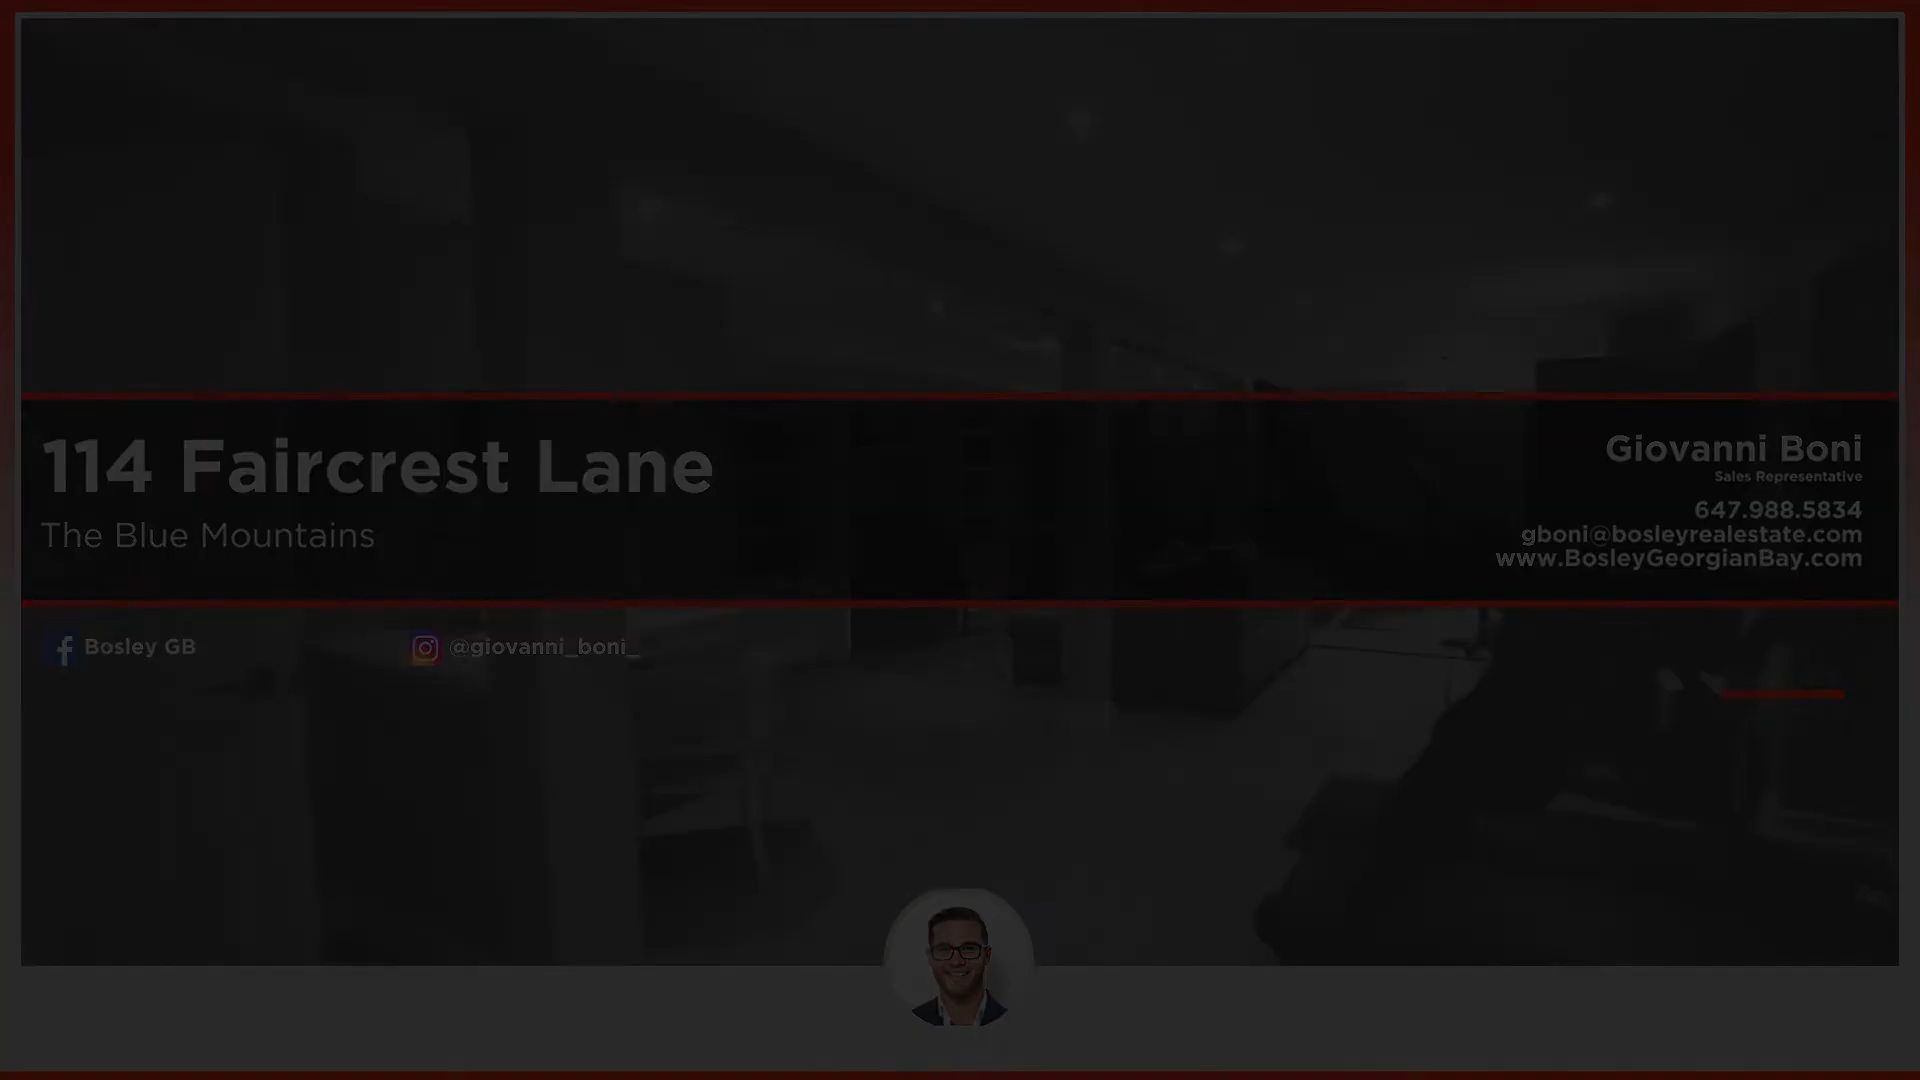 114 Faircrest Lane
The Blue Mountains
Giovanni Boni
Sales Representative
647.988.5834
gboni@bosleyrealestate.com
www.BosleyGeorgianBay.com
Bosley GB
@giovanni_boni_